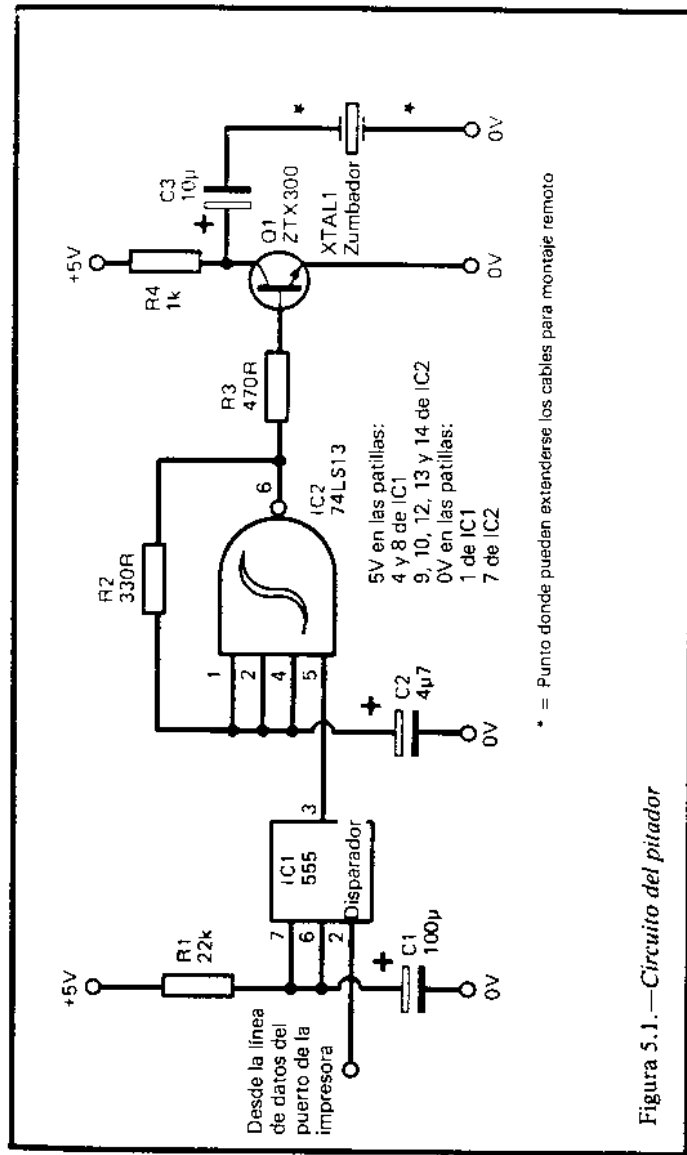 +5V
R1
22k
Desde la línea
de datos del
puerto de la
impresora
7
6
2
IC1
555
Disparador
3
+
C1
100µ
0V
R2
330R
1
2
4
5
6
IC2
74LS13
+
C2
4µ7
0V
R3
470R
+5V
R4
1k
+
C3
10µ
Q1
ZTX300
XTAL1
Zumbador
*
*
0V
0V
5V en las patillas:
4 y 8 de IC1
9, 10, 12, 13 y 14 de IC2
0V en las patillas:
1 de IC1
7 de IC2
* = Punto donde pueden extenderse los cables para montaje remoto
Figura 5.1.—Circuito del pitador